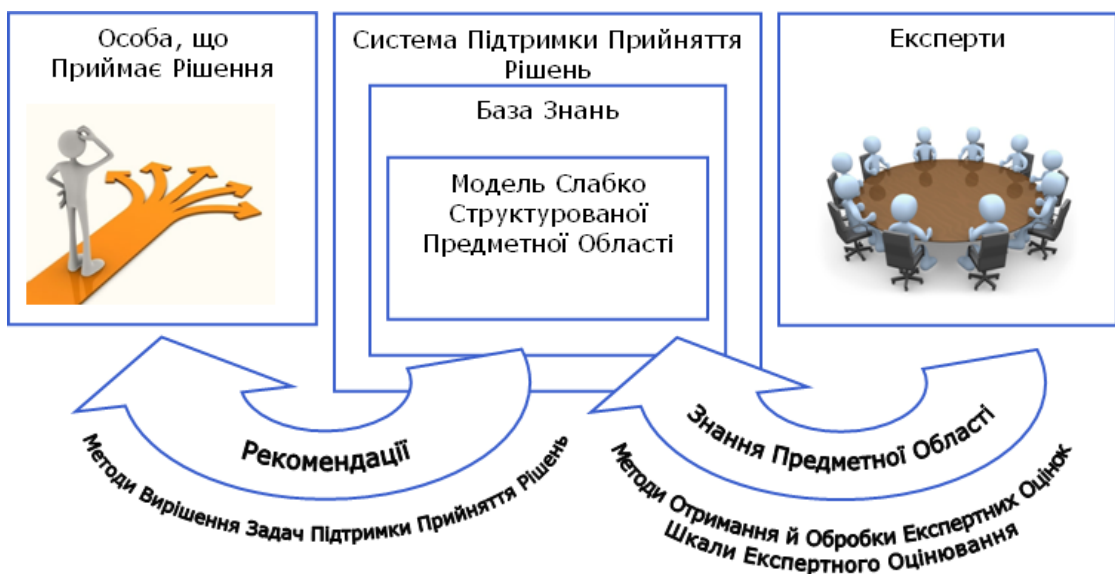 Особа, що
Приймає Рішення
Система Підтримки Прийняття
Рішень
База Знань
Модель Слабко
Структурованої
Предметної Області
Експерти
Рекомендації
Методи Вирішення Задач Підтримки Прийняття Рішень
Знання Предметної Області
Методи Отримання й Обробки Експертних Оцінок
Шкали Експертного Оцінювання